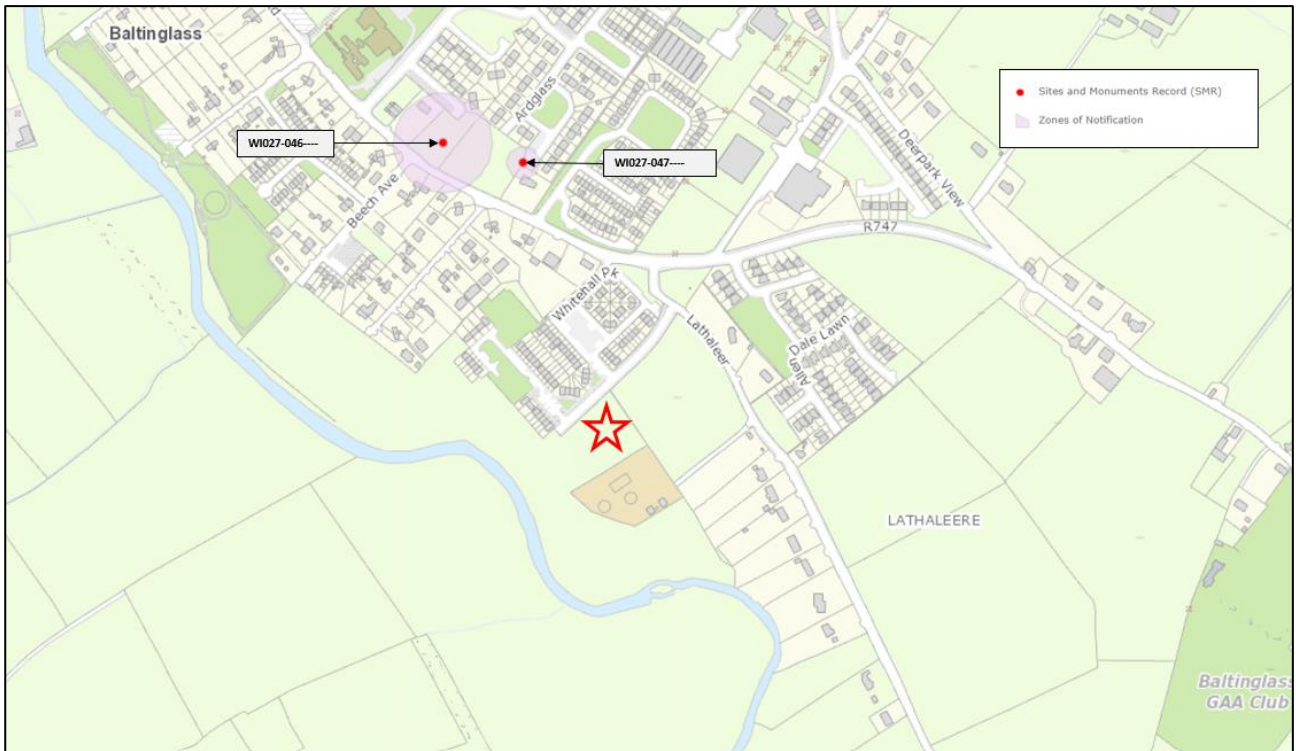 Baltinglass
Ardglass
Sites and Monuments Record (SMR)
Zones of Notification
WI027-046----
WI027-047----
Deerpark View
Beech Ave
R747
Whitehall Pk
Lathaleer
Allen Dale Lawn
LATHALEERE
Baltinglass
GAA Club